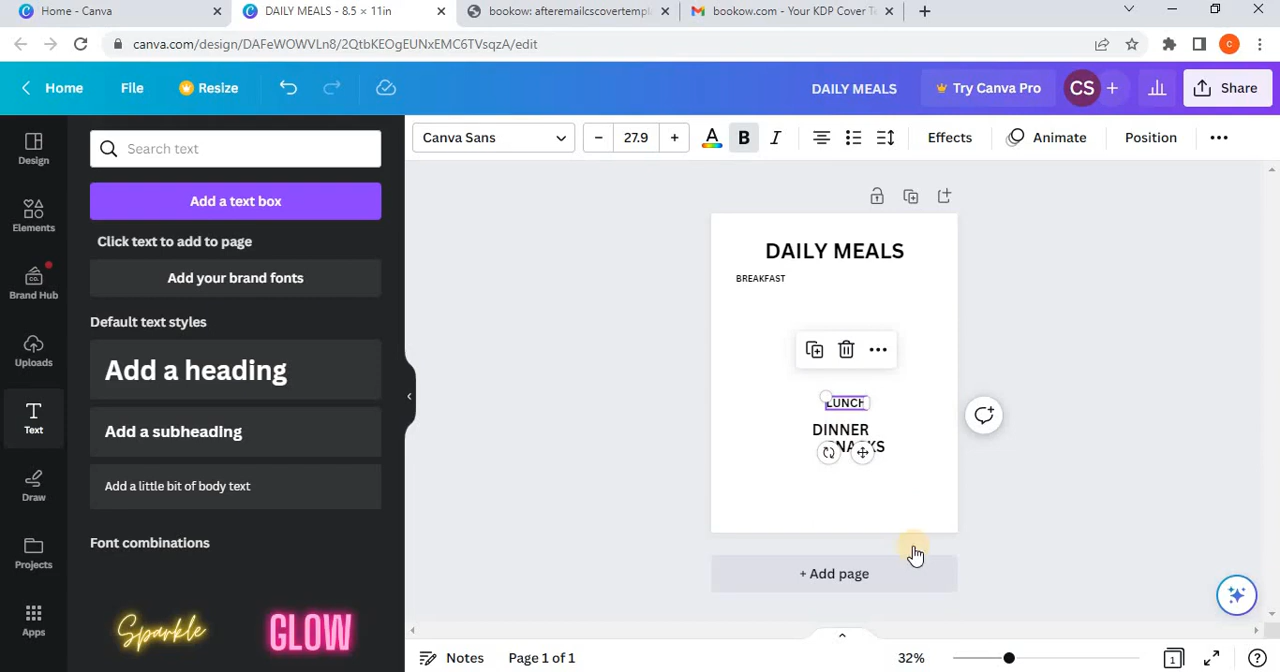 Home - Canva
DAILY MEALS - 8.5 × 11in
bookow: afteremailcscovertempl
bookow.com - Your KDP Cover Te
canva.com/design/DAFeWOWVLn8/2QtbKEOgEUNxEMC6TVsqzA/edit
C
Home
File
Resize
DAILY MEALS
CS
Try Canva Pro
Share
Design
Elements
CO.
Brand Hub
Uploads
Text
Draw
Projects
Apps
Search text
Add a text box
Click text to add to page
Add your brand fonts
Default text styles
Add a heading
Add a subheading
Add a little bit of body text
Font combinations
Sparkle
GLOW
Canva Sans
27.9
A
B
I
Effects
Animate
Position
DAILY MEALS
BREAKFAST
LUNCH
DINNER
+ Add page
Notes
Page 1 of 1
32%
1